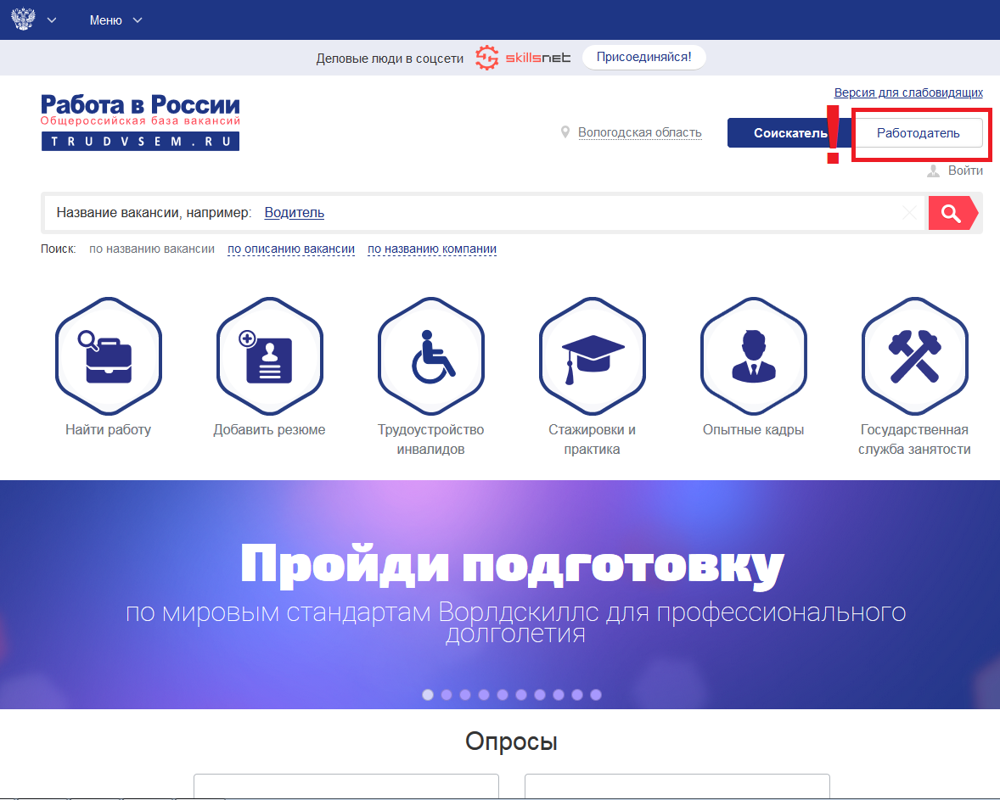 Меню
Деловые люди в соцсети skillsnet Присоединяйся!
Версия для слабовидящих
Работа в России
Общероссийская база вакансий
TRUDVSEM.RU
Вологодская область
Соискатель
!
Работодатель
Войти
Название вакансии, например: Водитель
Поиск: по названию вакансии по описанию вакансии по названию компании
Найти работу
Добавить резюме
Трудоустройство
инвалидов
Стажировки и
практика
Опытные кадры
Государственная
служба занятости
Пройди подготовку
по мировым стандартам Ворлдскиллс для профессионального
долголетия
Опросы